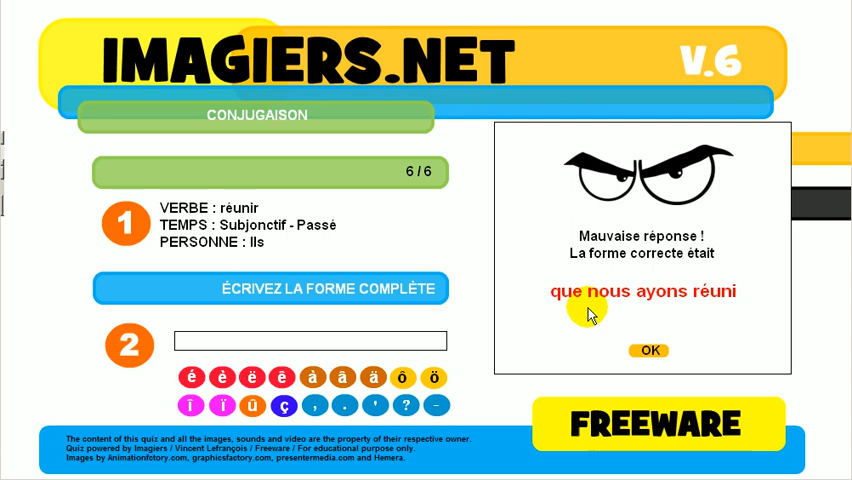 IMAGIERS.NET
V.6
CONJUGAISON
6 / 6
1
VERBE : réunir
TEMPS : Subjonctif - Passé
PERSONNE : Ils
ÉCRIVEZ LA FORME COMPLÈTE
2
é è ë ê à â ä ô ö
î ï û ç , . ' ? -
Mauvaise réponse !
La forme correcte était
que nous ayons réuni
OK
FREEWARE
The content of this quiz and all the images, sounds and video are the property of their respective owner.
Quiz powered by Imagiers / Vincent Lefrançois / Freeware / For educational purpose only.
Images by Animationfctory.com, graphicsfactory.com, presentermedia.com and Hemera.